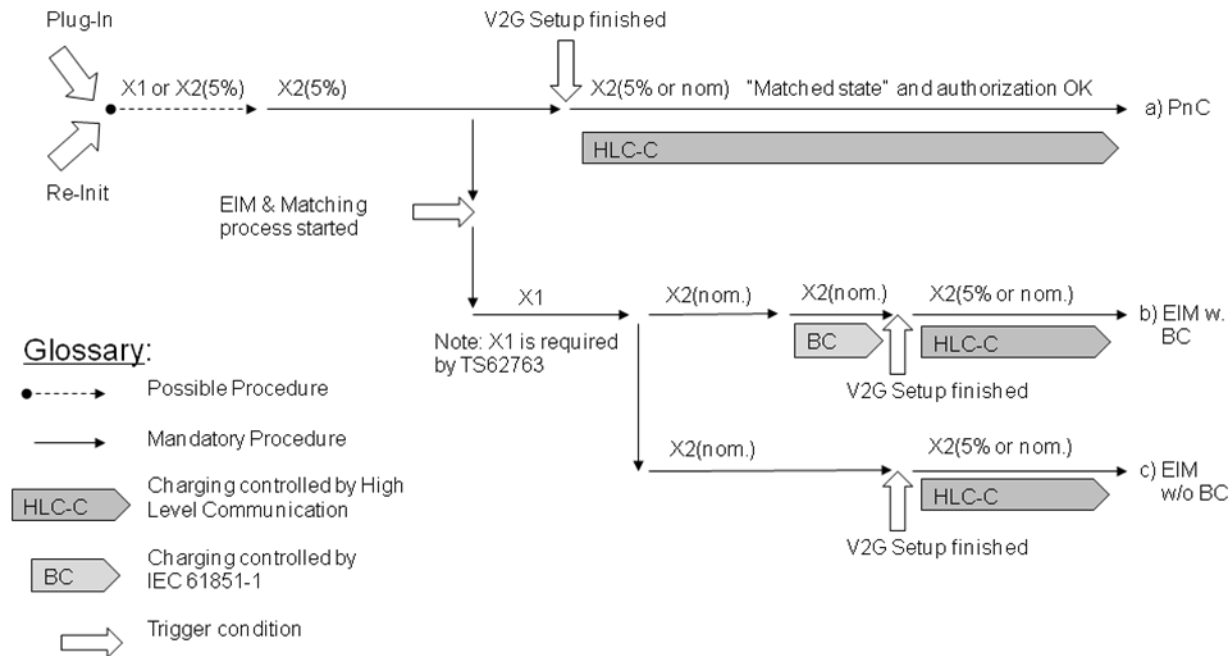 Plug-In
V2G Setup finished
X1 or X2(5%)
X2(5%)
X2(5% or nom) "Matched state" and authorization OK
a) PnC
HLC-C
Re-Init
EIM & Matching
process started
X1
X2(nom.)
X2(nom.)
X2(5% or nom.)
b) EIM w.
BC
Note: X1 is required
by TS62763
BC
HLC-C
V2G Setup finished
Glossary:
Possible Procedure
Mandatory Procedure
X2(nom.)
X2(5% or nom.)
c) EIM
w/o BC
HLC-C
V2G Setup finished
HLC-C
Charging controlled by High
Level Communication
BC
Charging controlled by
IEC 61851-1
Trigger condition